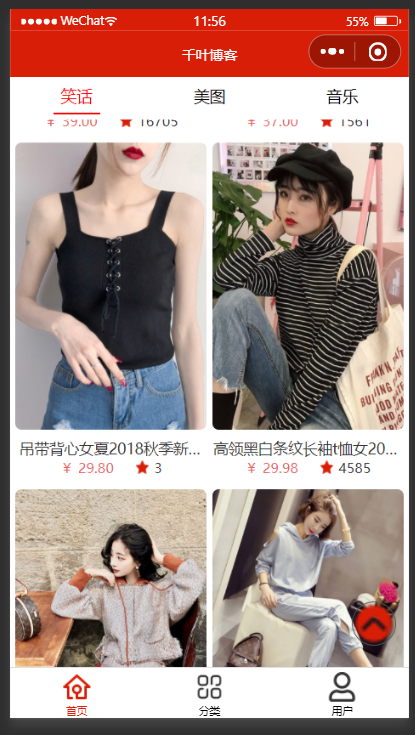 WeChat 11:56 55%
千叶博客
笑话 美图 音乐
¥ 39.00 ★ 16705 ¥ 37.00 ★ 1561
吊带背心女夏2018秋季新...
¥ 29.80 ★ 3
高领黑白条纹长袖t恤女20...
¥ 29.98 ★ 4585
首页 分类 用户